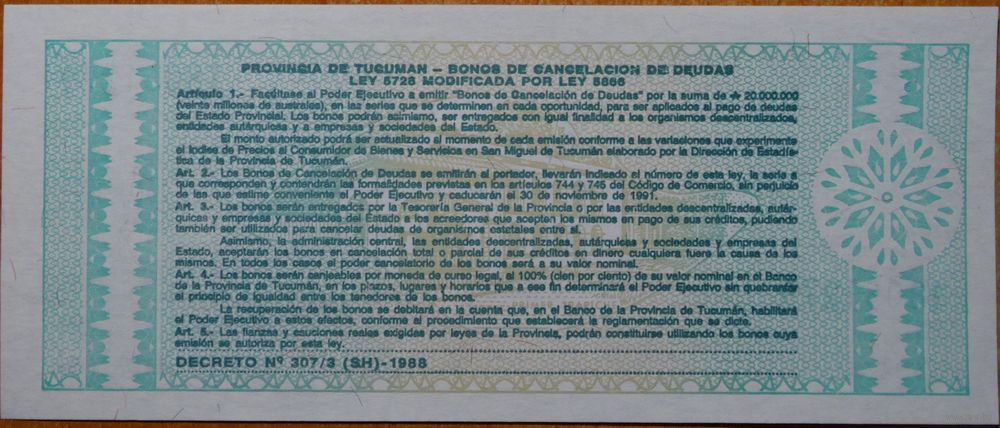 PROVINCIA DE TUCUMAN – BONOS DE CANCELACION DE DEUDAS
LEY 5728 MODIFICADA POR LEY 5866
Artículo 1.- Facúltase al Poder Ejecutivo a emitir "Bonos de Cancelación de Deudas" por la suma de ₳ 20.000.000
(veinte millones de australes), en las series que se determinen en cada oportunidad, para ser aplicados al pago de deudas
del Estado Provincial. Los bonos podrán asimismo, ser entregados con igual finalidad a los organismos descentralizados,
entidades autárquicas y a empresas y sociedades del Estado.
El monto autorizado podrá ser actualizado al momento de cada emisión conforme a las variaciones que experimente
el Indice de Precios al Consumidor de Bienes y Servicios en San Miguel de Tucumán elaborado por la Dirección de Estadís-
tica de la Provincia de Tucumán.
Art. 2.- Los Bonos de Cancelación de Deudas se emitirán al portador, llevarán indicado el número de esta ley, la serie a
que corresponden y contendrán las formalidades previstas en los artículos 744 y 745 del Código de Comercio, sin perjuicio
de las que estime conveniente el Poder Ejecutivo y caducarán el 30 de noviembre de 1991.
Art. 3.- Los bonos serán entregados por la Tesorería General de la Provincia o por las entidades descentralizadas, autár-
quicas y empresas y sociedades del Estado a los acreedores que acepten los mismos en pago de sus créditos, pudiendo
también ser utilizados para cancelar deudas de organismos estatales entre sí.
Asimismo, la administración central, las entidades descentralizadas, autárquicas y sociedades y empresas del
Estado, aceptarán los bonos en cancelación total o parcial de sus créditos en dinero cualquiera fuere la causa de los
mismos. En todos los casos el poder cancelatorio de los bonos será a su valor nominal.
Art. 4.- Los bonos serán canjeables por moneda de curso legal, al 100% (cien por ciento) de su valor nominal en el Banco
de la Provincia de Tucumán, en los plazos, lugares y horarios que a ese fin determinará el Poder Ejecutivo sin quebrantar
el principio de igualdad entre los tenedores de los bonos.
La recuperación de los bonos se debitará en la cuenta que, en el Banco de la Provincia de Tucumán, habilitará
el Poder Ejecutivo a estos efectos, conforme al procedimiento que establecerá la reglamentación que se dicte.
Art. 5.- Las fianzas y cauciones reales exigidas por leyes de la Provincia, podrán constituirse utilizando los bonos cuya
emisión se autoriza por esta ley.
DECRETO Nº 307/3 (SH)-1988